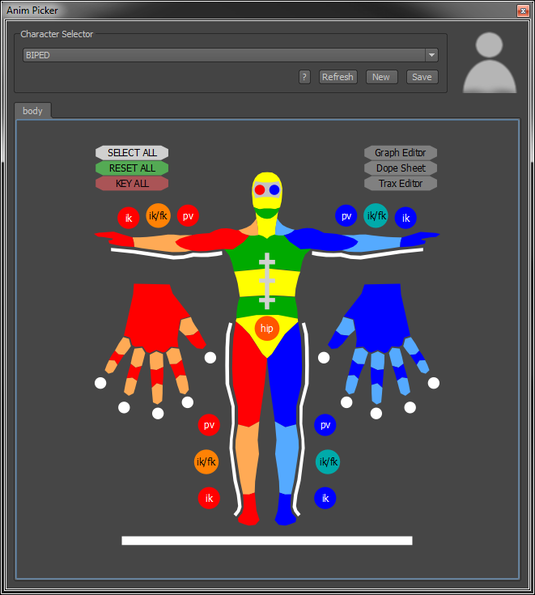 Anim Picker
x
Character Selector
BIPED
? Refresh New Save
body
SELECT ALL Graph Editor
RESET ALL Dope Sheet
KEY ALL Trax Editor
ik ik/fk pv pv ik/fk ik
hip
pv pv
ik/fk ik/fk
ik ik